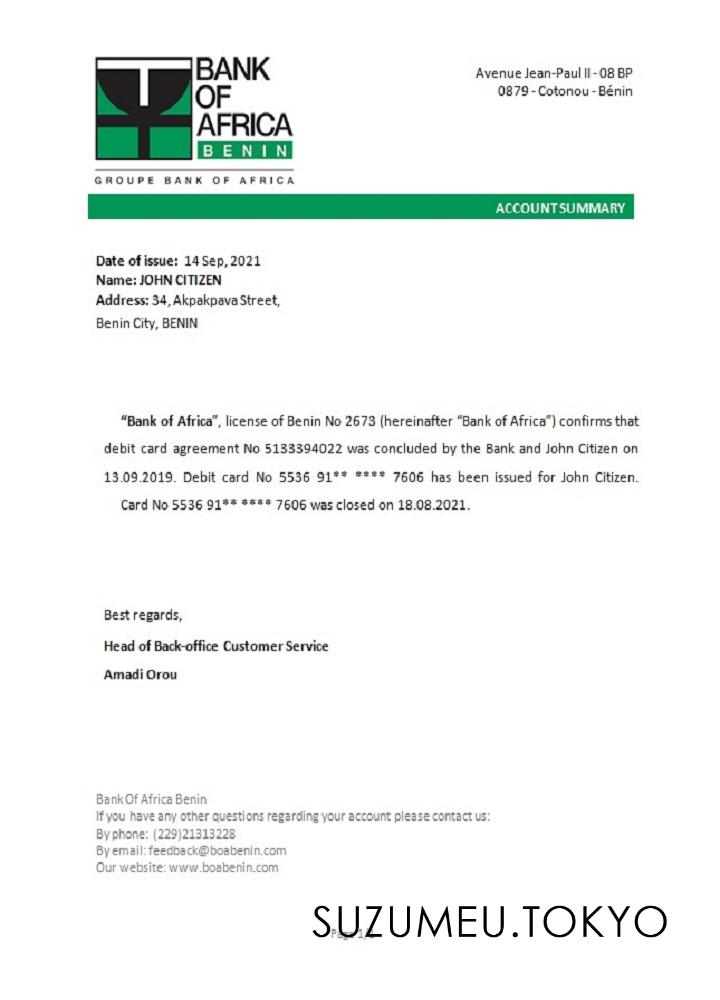 BANK
OF
AFRICA
BENIN
GROUPE BANK OF AFRICA
Avenue Jean-Paul II - 08 BP
0879 - Cotonou - Bénin
ACCOUNT SUMMARY
Date of issue: 14 Sep, 2021
Name: JOHN CITIZEN
Address: 34, Akpakpava Street,
Benin City, BENIN
“Bank of Africa”, license of Benin No 2673 (hereinafter “Bank of Africa”) confirms that
debit card agreement No 5133394022 was concluded by the Bank and John Citizen on
13.09.2019. Debit card No 5536 91** **** 7606 has been issued for John Citizen.
Card No 5536 91** **** 7606 was closed on 18.08.2021.
Best regards,
Head of Back-office Customer Service
Amadi Orou
Bank Of Africa Benin
If you have any other questions regarding your account please contact us:
By phone: (229)21313228
By email: feedback@boabenin.com
Our website: www.boabenin.com
SUZUMEU.TOKYO